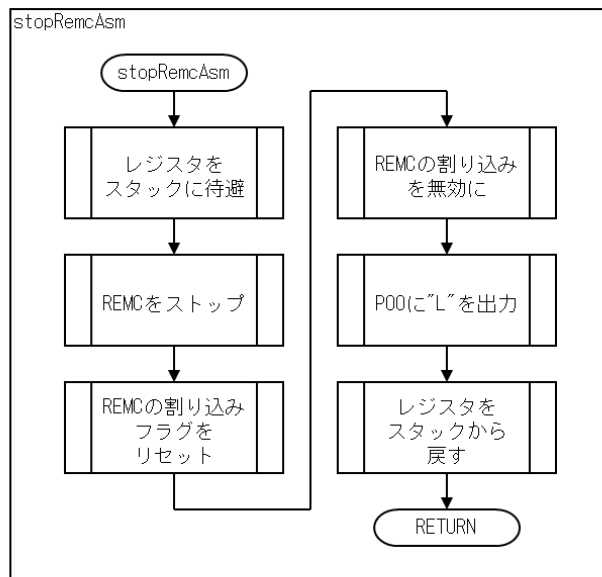 stopRemcAsm
stopRemcAsm
レジスタを
スタックに待避
REMCをストップ
REMCの割り込み
フラグを
リセット
REMCの割り込み
を無効に
P00に"L"を出力
レジスタを
スタックから
戻す
RETURN